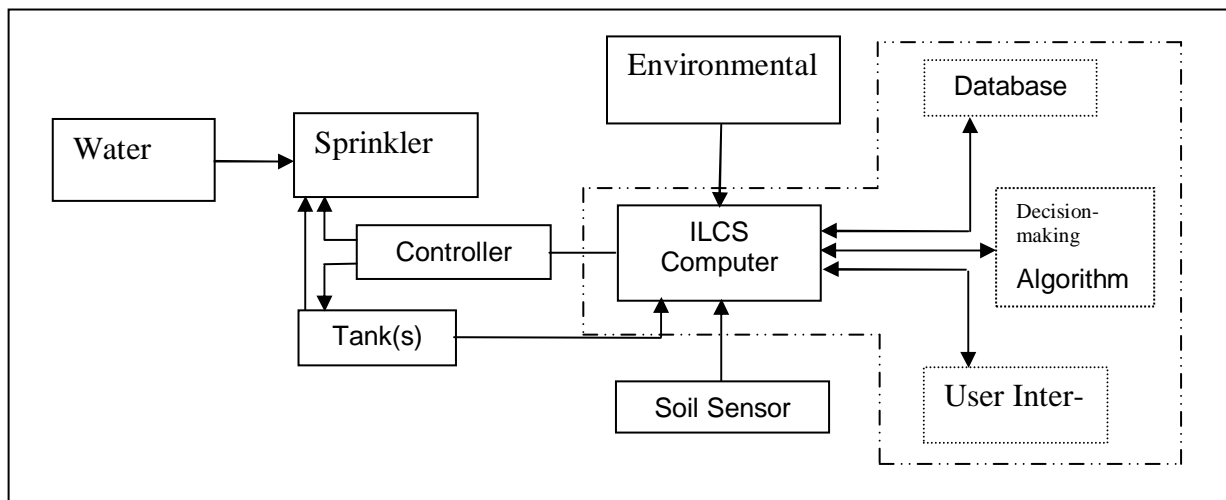 Environmental
Database
Water
Sprinkler
Decision-
making
Algorithm
ILCS
Computer
Controller
Tank(s)
Soil Sensor
User Inter-